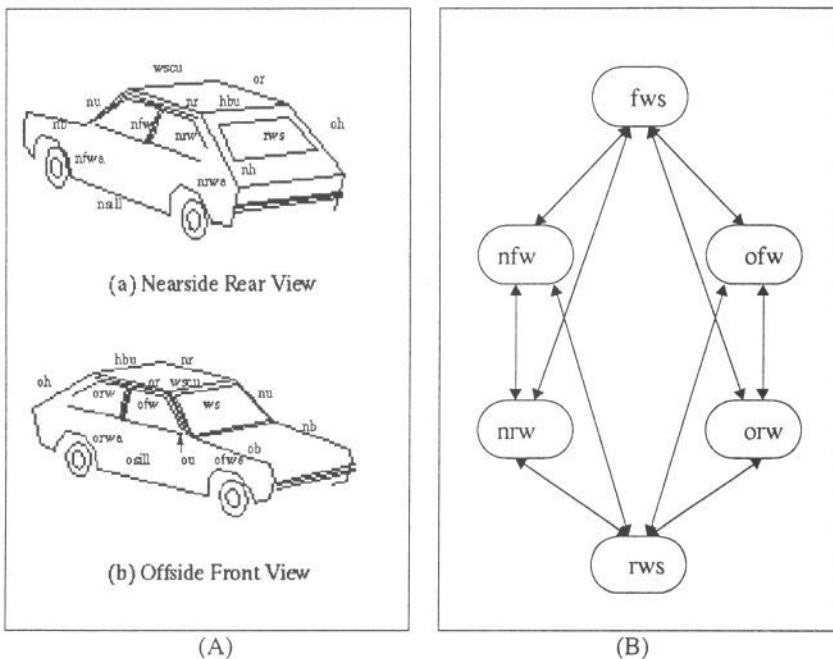 wscu
or
nu
nr
hbu
nb
nfw
nrw
rws
oh
nfwa
nrwa
nh
nsill
(a) Nearside Rear View
hbu
nr
oh
or
wscu
orw
ofw
ws
nu
nb
orwa
ob
osill
ou
ofwa
(b) Offside Front View
(A)
fws
nfw
ofw
nrw
orw
rws
(B)